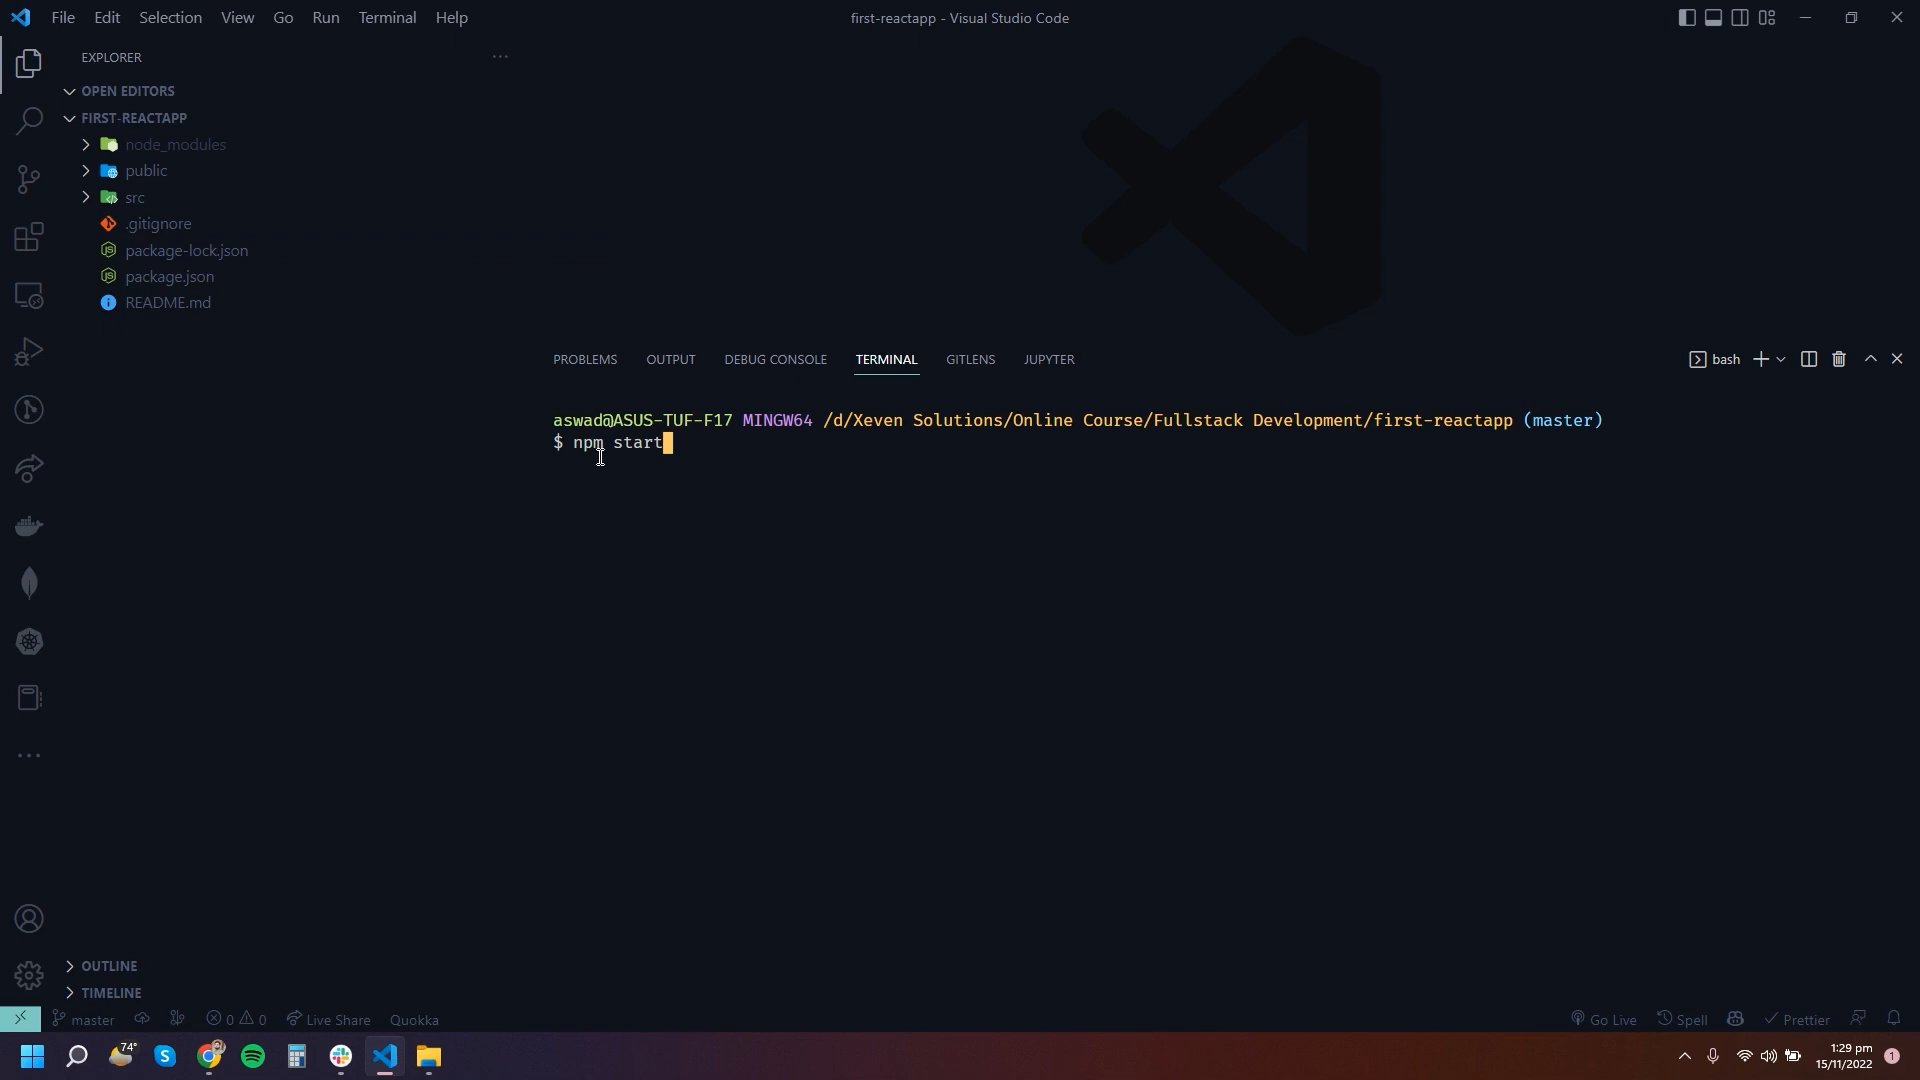 File Edit Selection View Go Run Terminal Help
first-reactapp - Visual Studio Code
EXPLORER
OPEN EDITORS
FIRST-REACTAPP
node_modules
public
src
.gitignore
package-lock.json
package.json
README.md
PROBLEMS OUTPUT DEBUG CONSOLE TERMINAL GITLENS JUPYTER
bash
aswad@ASUS-TUF-F17 MINGW64 /d/Xeven Solutions/Online Course/Fullstack Development/first-reactapp (master)
$ npm start
OUTLINE
TIMELINE
master 0 0 Live Share Quokka
Go Live Spell Prettier
74°
1:29 pm
15/11/2022
1